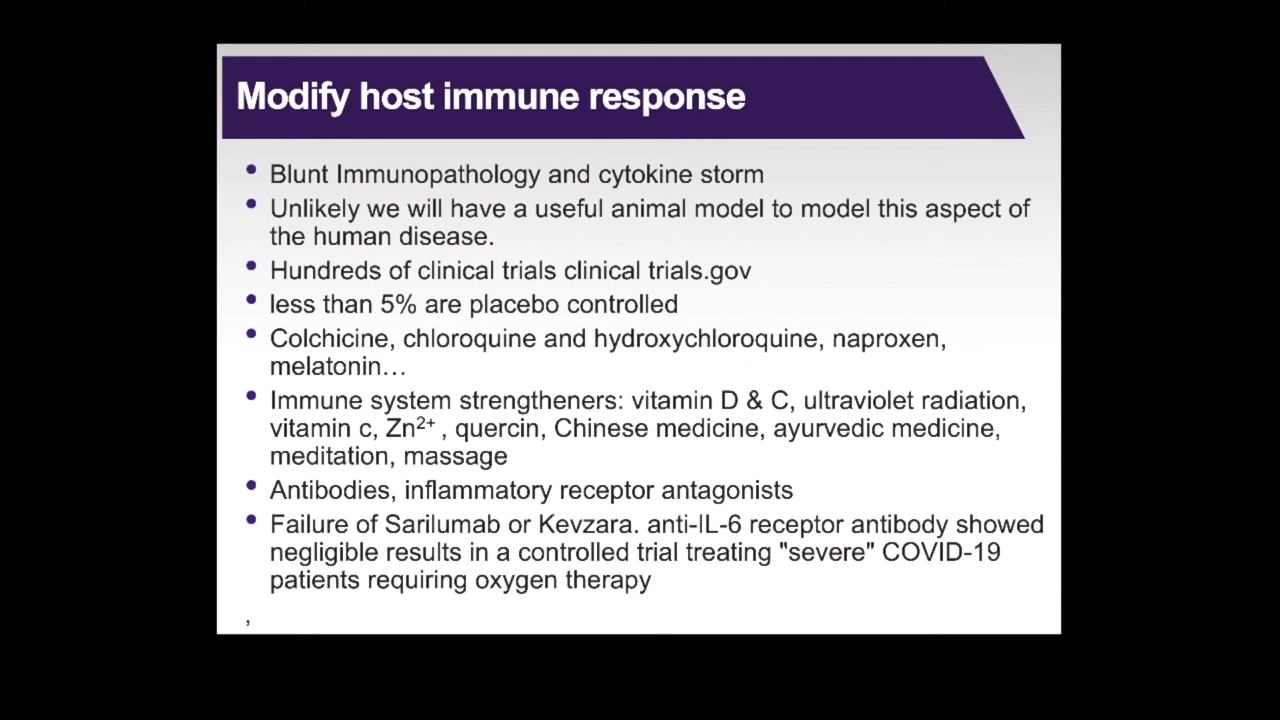 Modify host immune response
• Blunt Immunopathology and cytokine storm
• Unlikely we will have a useful animal model to model this aspect of
the human disease.
• Hundreds of clinical trials clinical trials.gov
• less than 5% are placebo controlled
• Colchicine, chloroquine and hydroxychloroquine, naproxen,
melatonin…
• Immune system strengtheners: vitamin D & C, ultraviolet radiation,
vitamin c, Zn²⁺ , quercin, Chinese medicine, ayurvedic medicine,
meditation, massage
• Antibodies, inflammatory receptor antagonists
• Failure of Sarilumab or Kevzara. anti-IL-6 receptor antibody showed
negligible results in a controlled trial treating "severe" COVID-19
patients requiring oxygen therapy
,